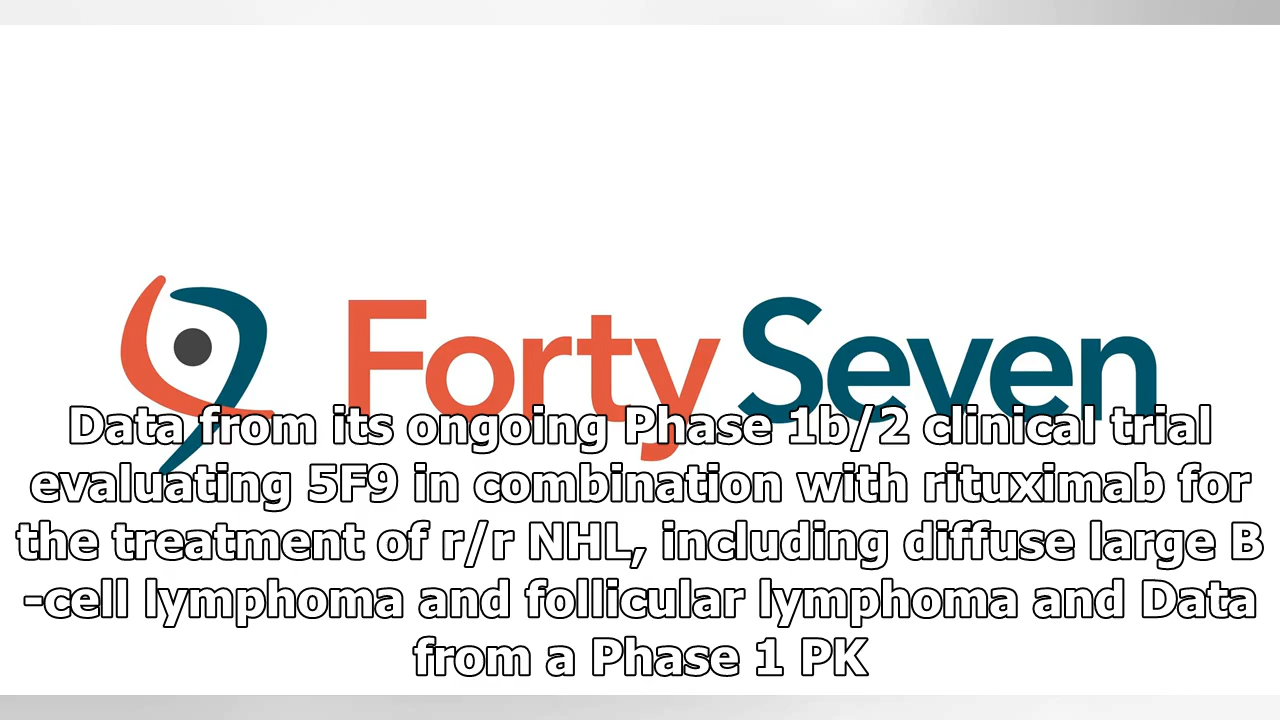 Forty Seven
Data from its ongoing Phase 1b/2 clinical trial
evaluating 5F9 in combination with rituximab for
the treatment of r/r NHL, including diffuse large B
-cell lymphoma and follicular lymphoma and Data
from a Phase 1 PK